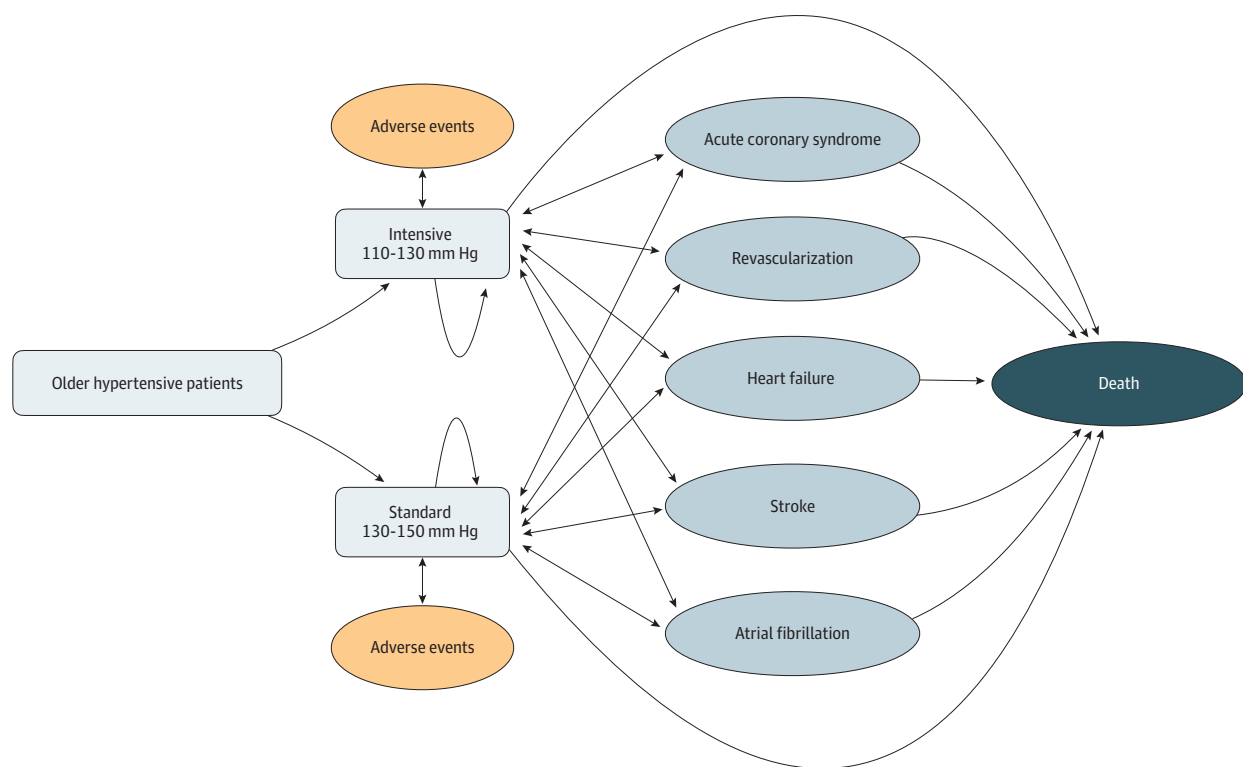 Adverse events
Intensive
110-130 mm Hg
Older hypertensive patients
Standard
130-150 mm Hg
Adverse events
Acute coronary syndrome
Revascularization
Heart failure
Stroke
Atrial fibrillation
Death